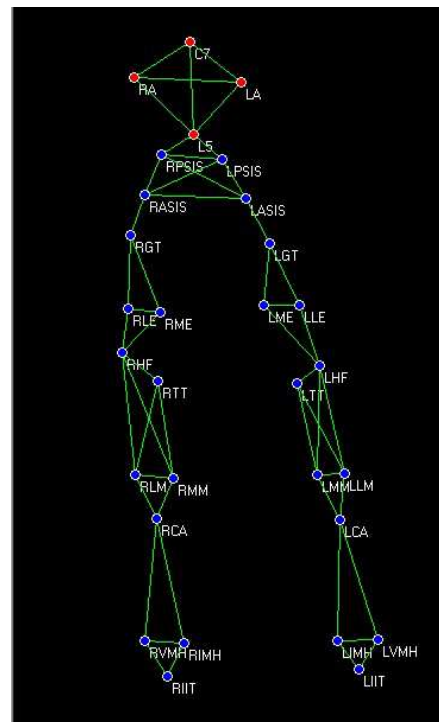 C7
RA
LA
L5
RPSIS
LPSIS
RASIS
LASIS
RGT
LGT
RLE
RME
LME
LLE
RHF
LHF
RTT
LTT
RLM
RMM
LMM
LLM
RCA
LCA
RVMH
RIMH
LIMH
LVMH
RIIT
LIIT